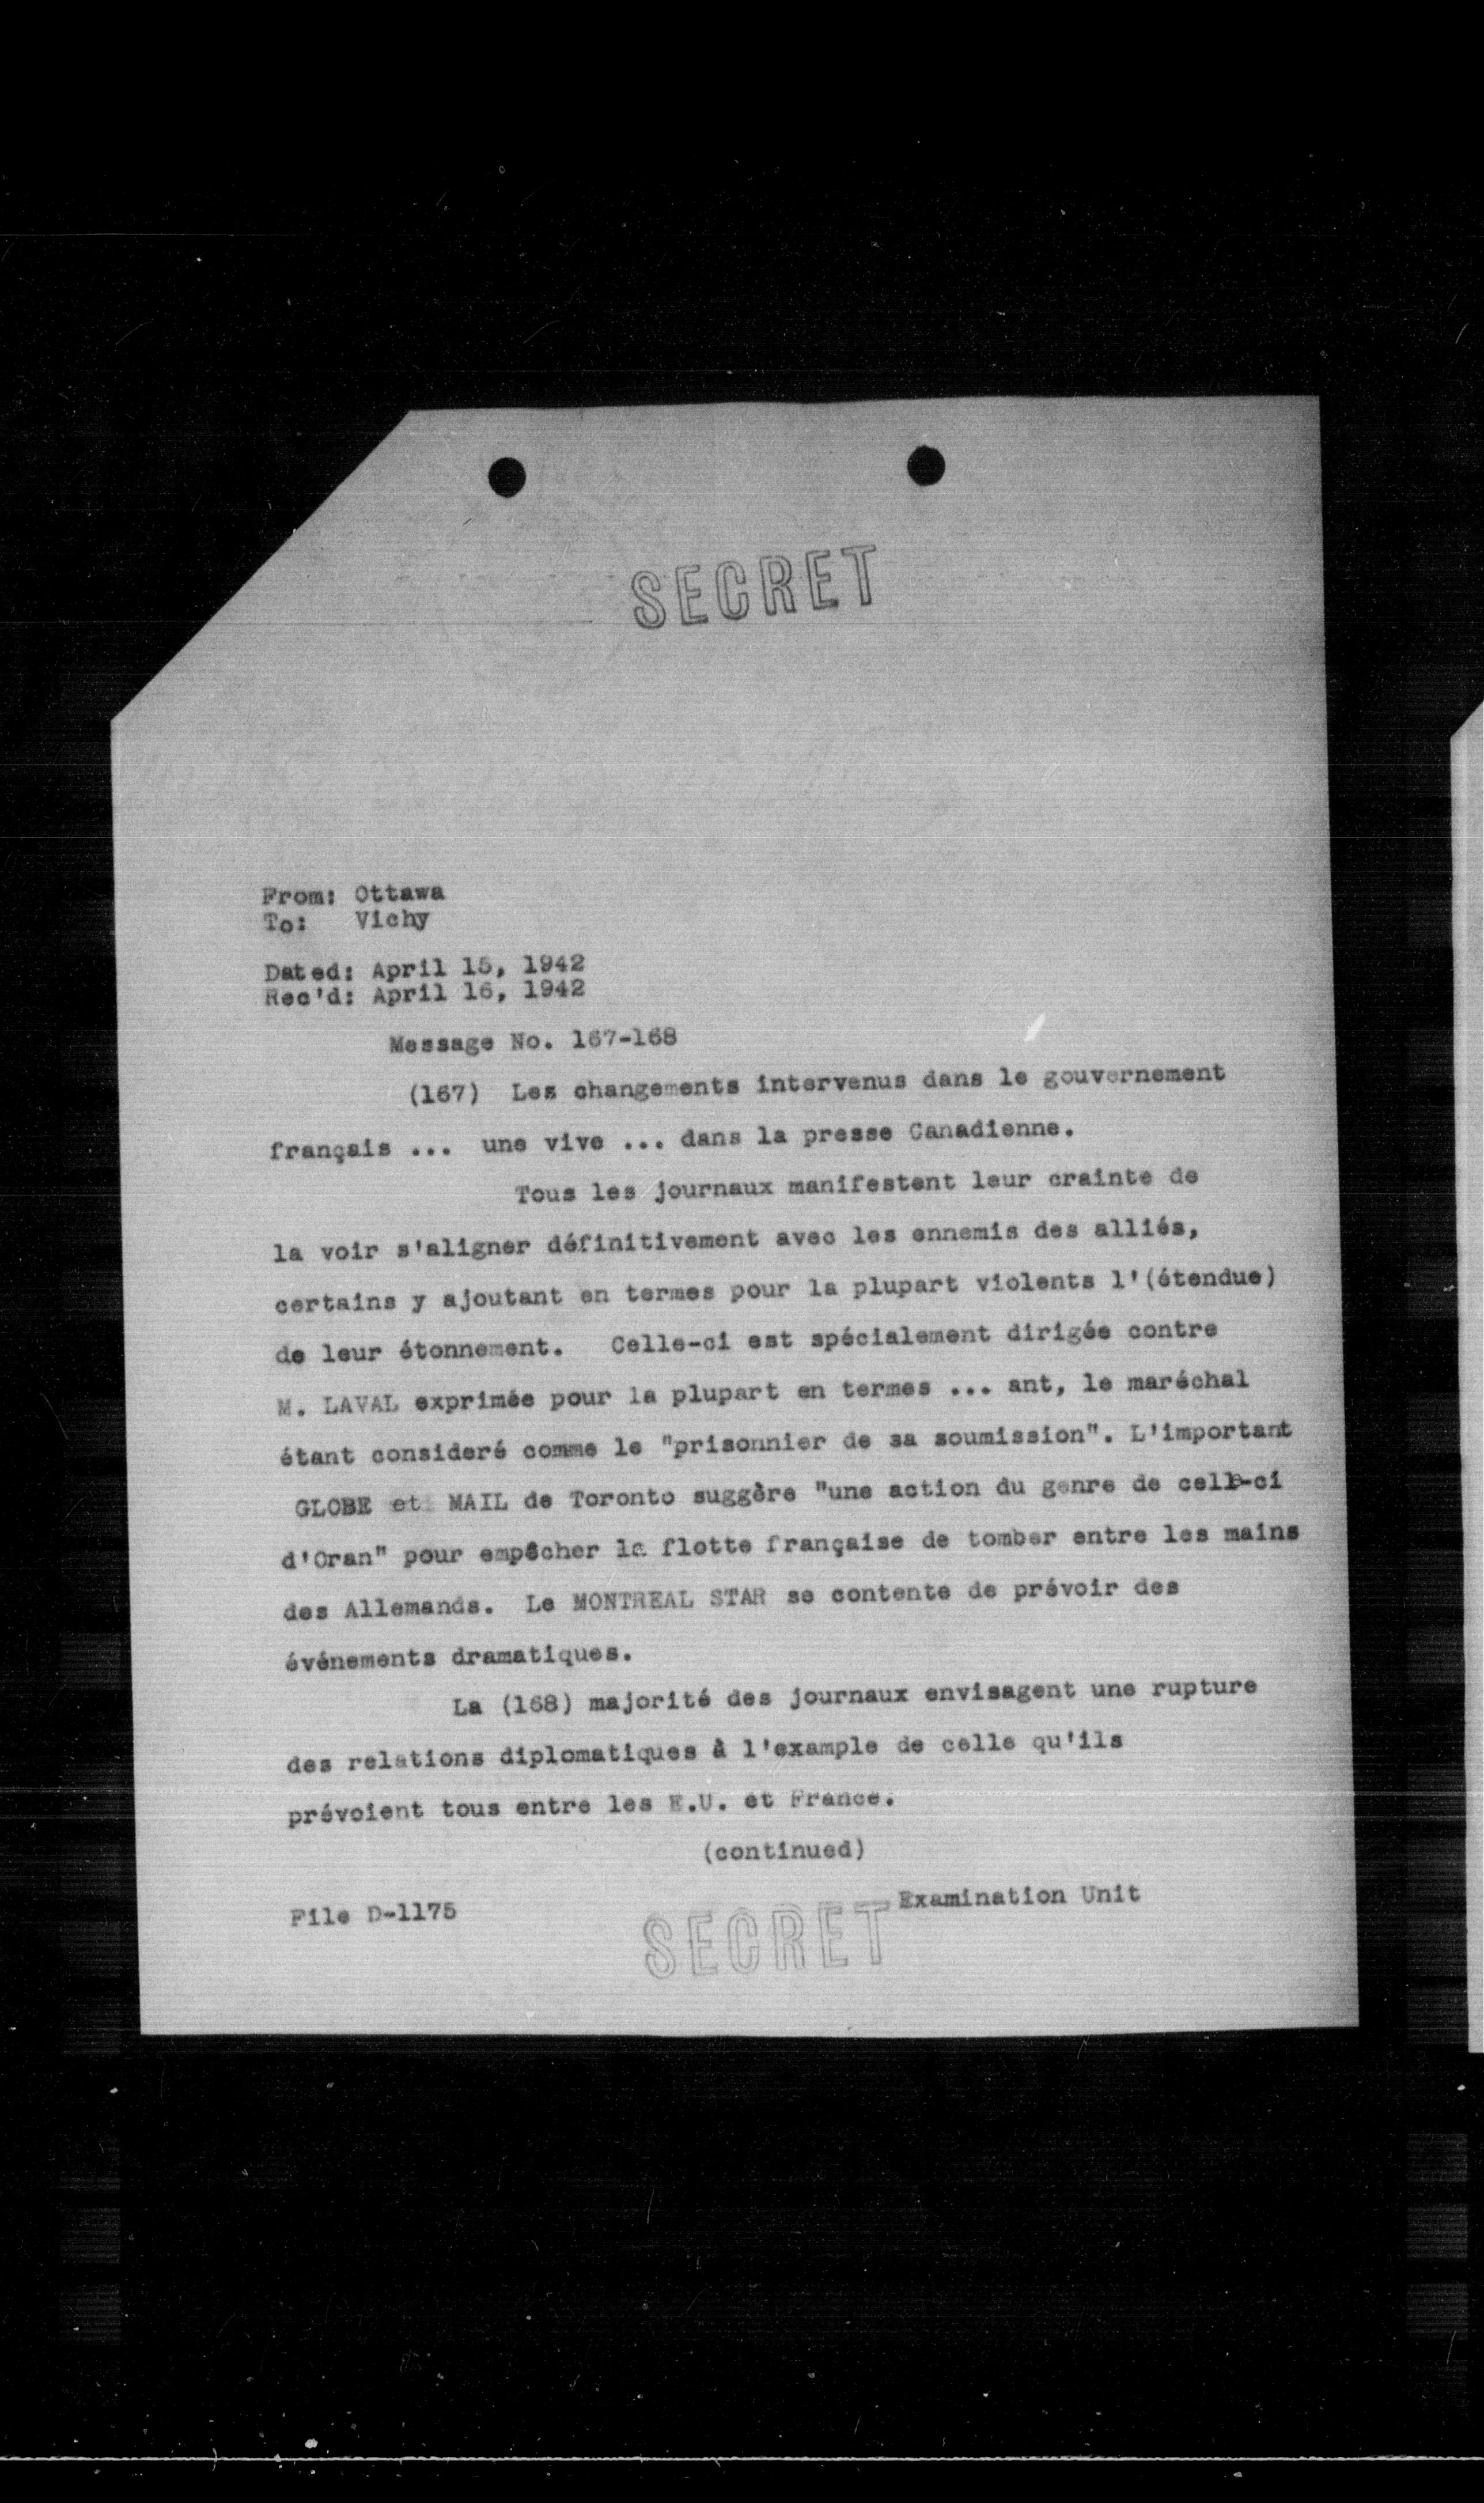 SECRET
From: Ottawa
To: Vichy
Dated: April 15, 1942
Rec'd: April 16, 1942
Message No. 167-168
(167) Les changements intervenus dans le gouvernement
français ... une vive ... dans la presse Canadienne.
Tous les journaux manifestent leur crainte de
la voir s'aligner définitivement avec les ennemis des alliés,
certains y ajoutant en termes pour la plupart violents l'(étendue)
de leur étonnement. Celle-ci est spécialement dirigée contre
M. LAVAL exprimée pour la plupart en termes ... ant, le maréchal
étant consideré comme le "prisonnier de sa soumission". L'important
GLOBE et MAIL de Toronto suggère "une action du genre de celle-ci
d'Oran" pour empêcher la flotte française de tomber entre les mains
des Allemands. Le MONTREAL STAR se contente de prévoir des
événements dramatiques.
La (168) majorité des journaux envisagent une rupture
des relations diplomatiques à l'example de celle qu'ils
prévoient tous entre les E.U. et France.
(continued)
Examination Unit
File D-1175
SECRET